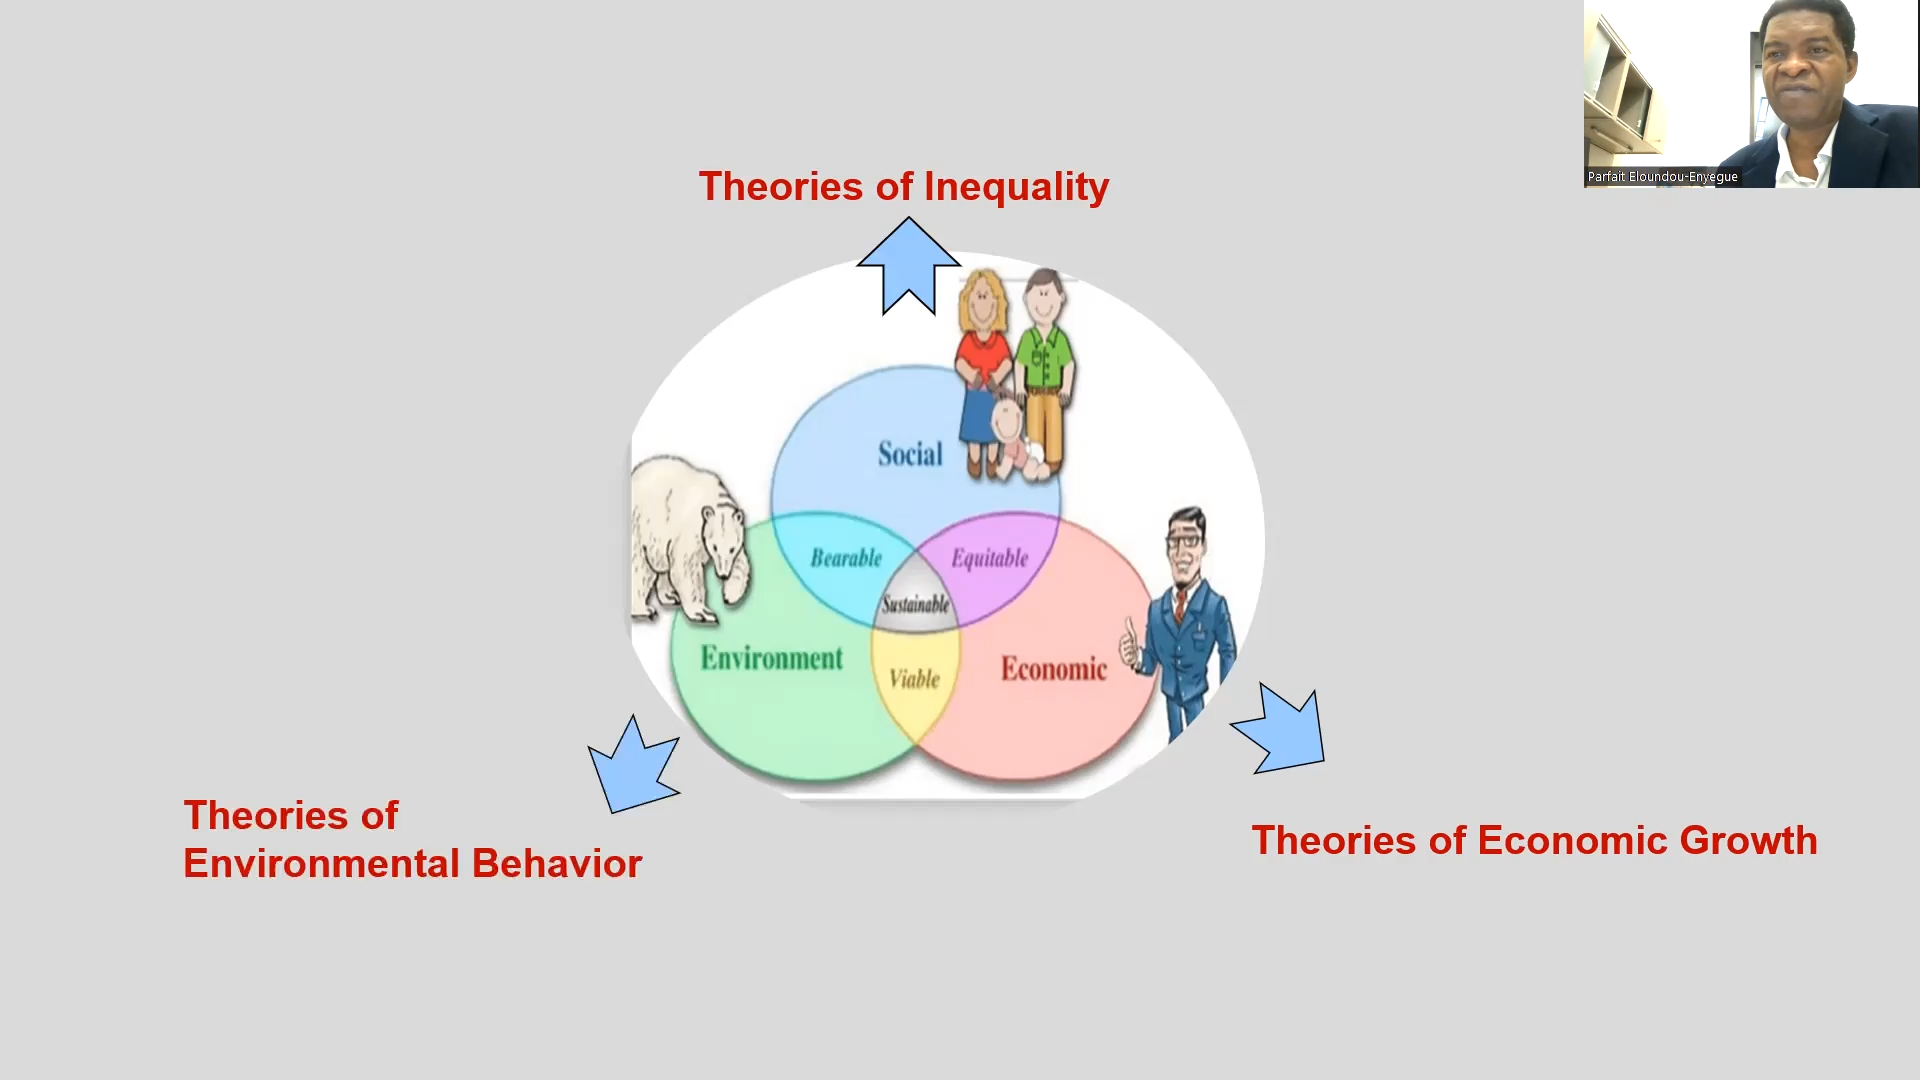 Parfait Eloundou-Enyegue
Theories of Inequality
Social
Bearable
Equitable
Sustainable
Environment
Economic
Viable
Theories of
Environmental Behavior
Theories of Economic Growth